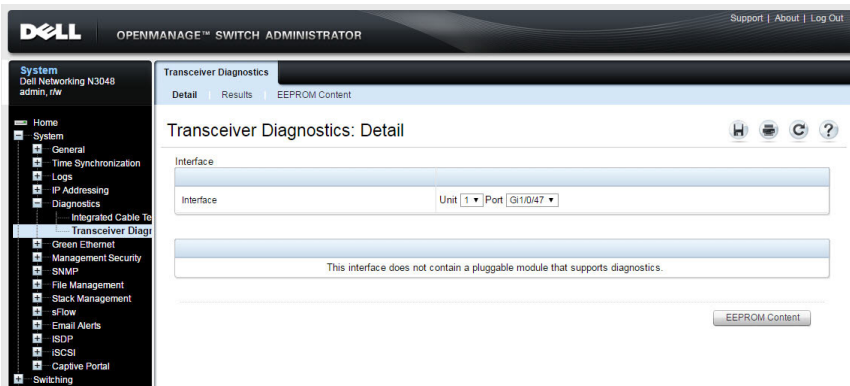 Support | About | Log Out
DELL
OPENMANAGE™ SWITCH ADMINISTRATOR
System
Dell Networking N3048
admin, r/w
Home
System
General
Time Synchronization
Logs
IP Addressing
Diagnostics
Integrated Cable Te
Transceiver Diagr
Green Ethernet
Management Security
SNMP
File Management
Stack Management
sFlow
Email Alerts
ISDP
iSCSI
Captive Portal
Switching
Transceiver Diagnostics
Detail Results EEPROM Content
Transceiver Diagnostics: Detail
Interface
Interface Unit 1 Port Gi1/0/47
This interface does not contain a pluggable module that supports diagnostics.
EEPROM Content